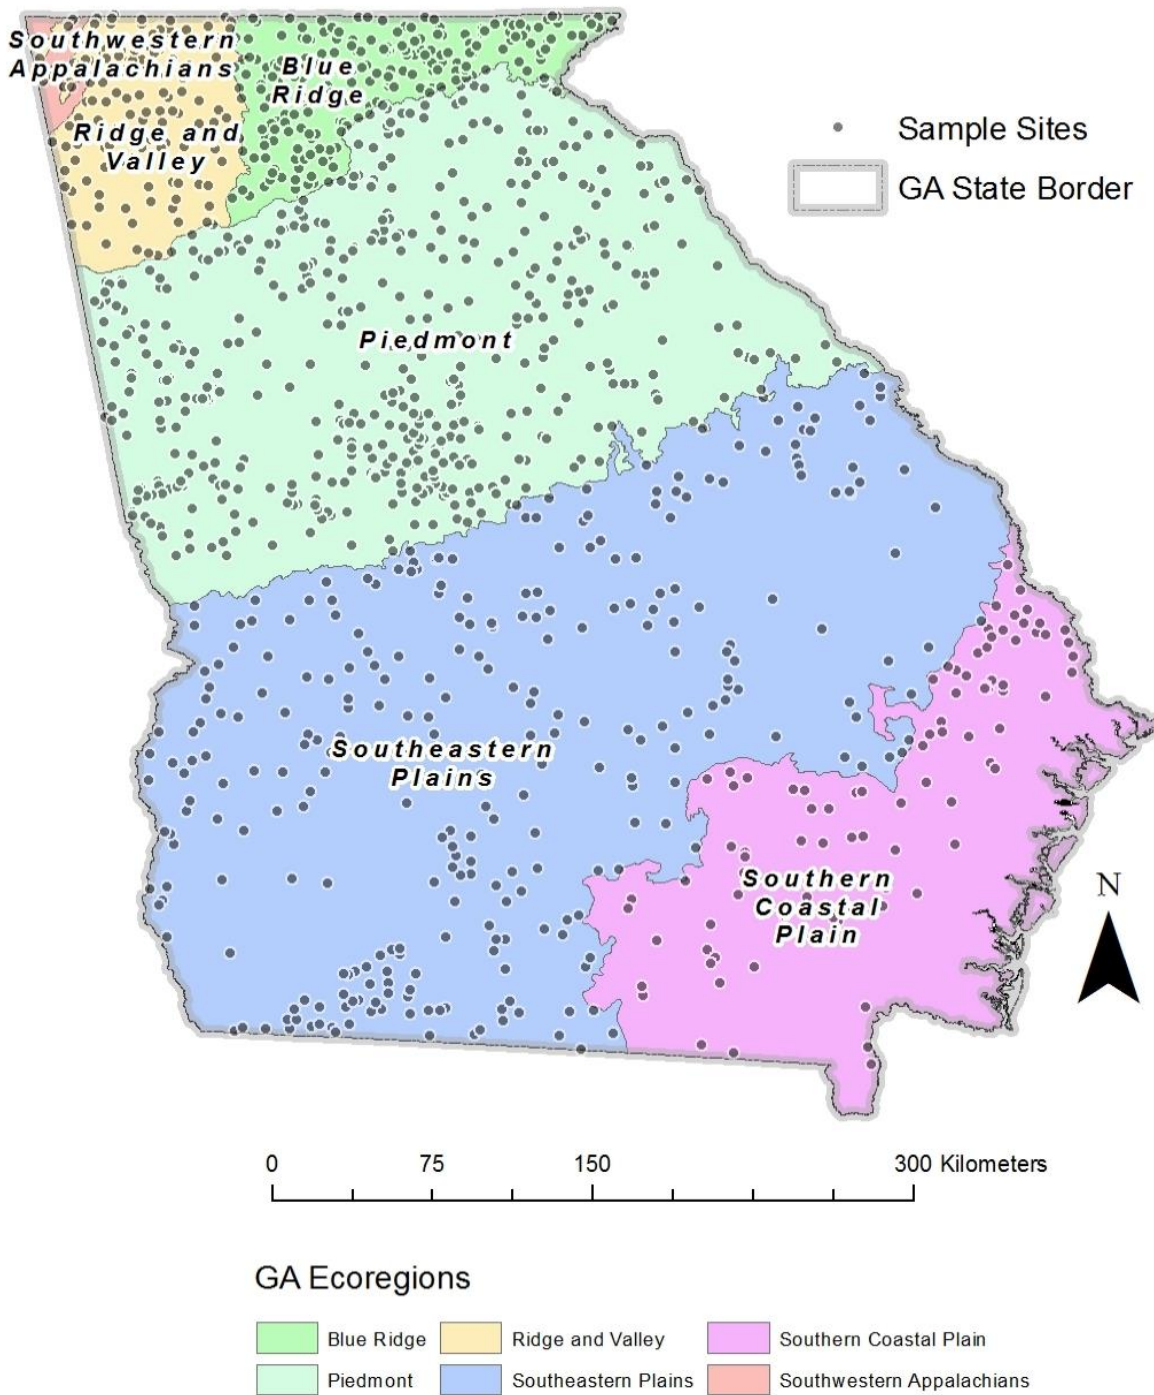 Southwestern
Appalachians
Blue
Ridge
Ridge and
Valley
Sample Sites
GA State Border
Piedmont
Southeastern
Plains
Southern
Coastal
Plain
N
0 75 150 300 Kilometers
GA Ecoregions
Blue Ridge Ridge and Valley Southern Coastal Plain
Piedmont Southeastern Plains Southwestern Appalachians